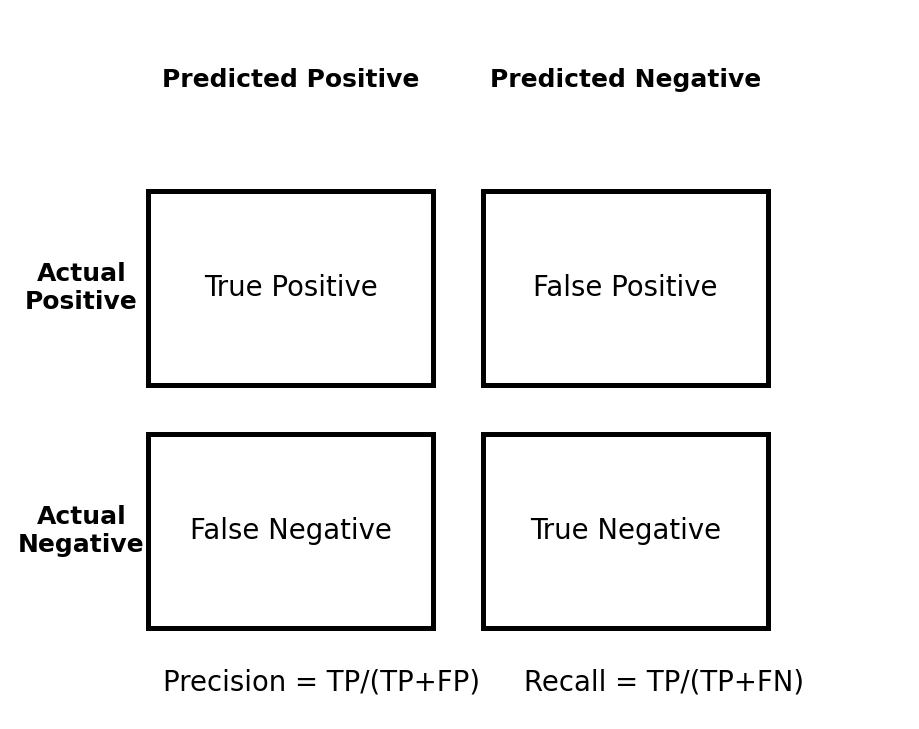 Predicted Positive Predicted Negative
Actual
Positive
True Positive False Positive
Actual
Negative
False Negative True Negative
Precision = TP/(TP+FP) Recall = TP/(TP+FN)